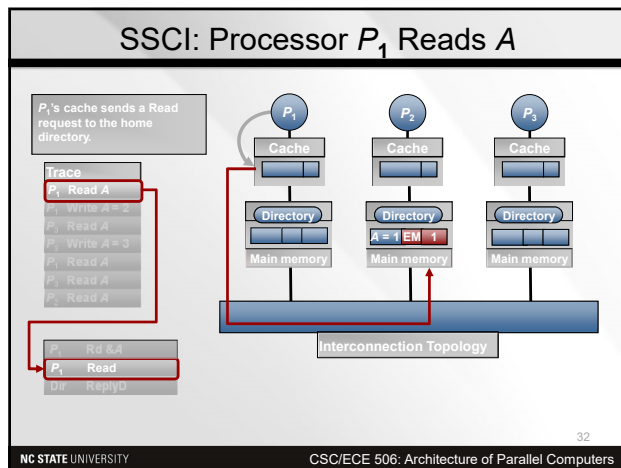 SSCI: Processor P1 Reads A
P1's cache sends a Read
request to the home
directory.
P1
P2
P3
Cache
Cache
Cache
Trace
P1 Read A
P1 Write A = 2
P3 Read A
P3 Write A = 3
P1 Read A
P3 Read A
P2 Read A
Directory
Directory
Directory
A = 1 EM 1
Main memory
Main memory
Main memory
Interconnection Topology
P1 Rd &A
P1 Read
Dir ReplyD
32
NC STATE UNIVERSITY
CSC/ECE 506: Architecture of Parallel Computers